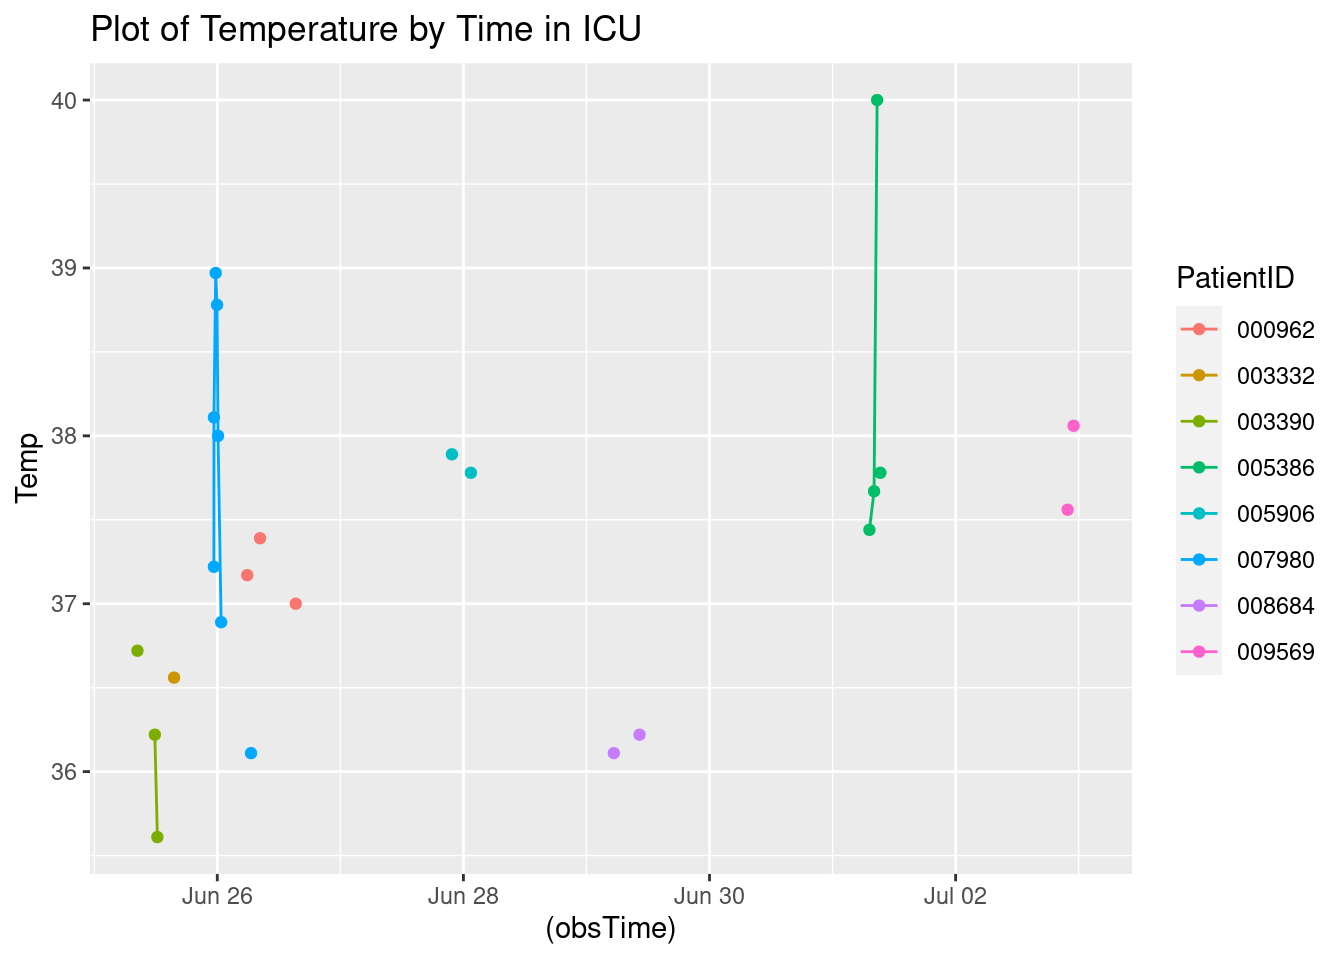 Plot of Temperature by Time in ICU
40
39
38
37
36
Temp
Jun 26 Jun 28 Jun 30 Jul 02
(obsTime)
PatientID
000962
003332
003390
005386
005906
007980
008684
009569